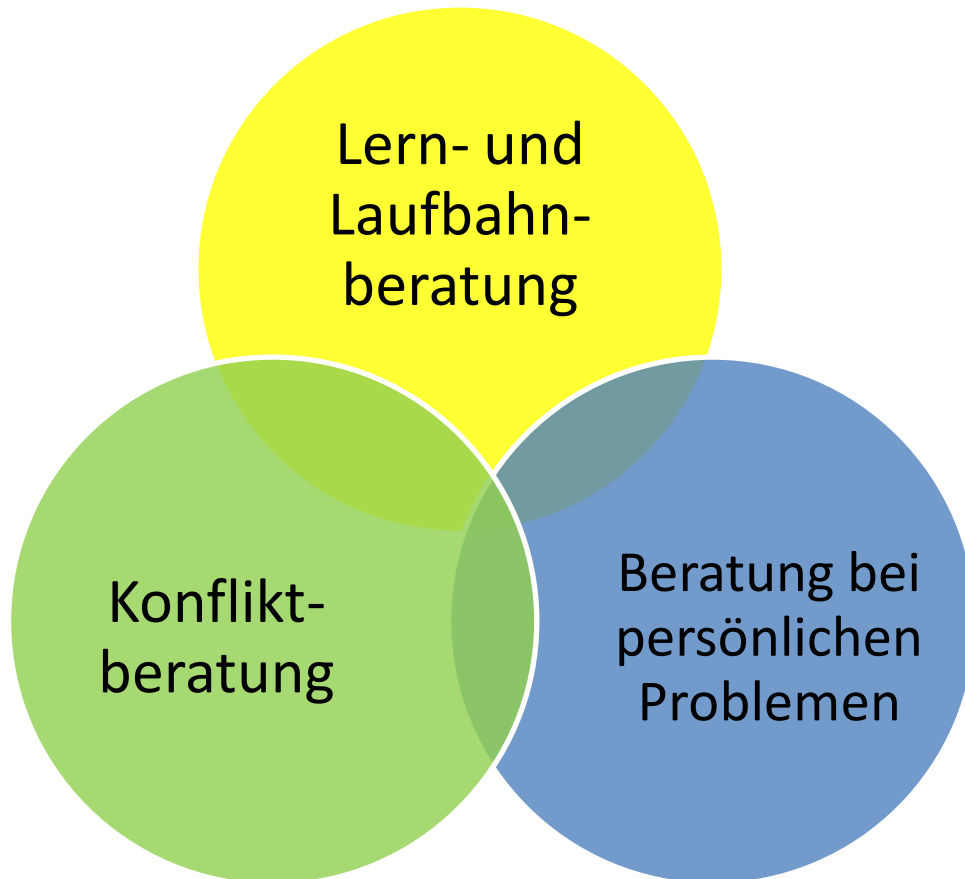 Lern- und
Laufbahn-
beratung
Konflikt-
beratung
Beratung bei
persönlichen
Problemen